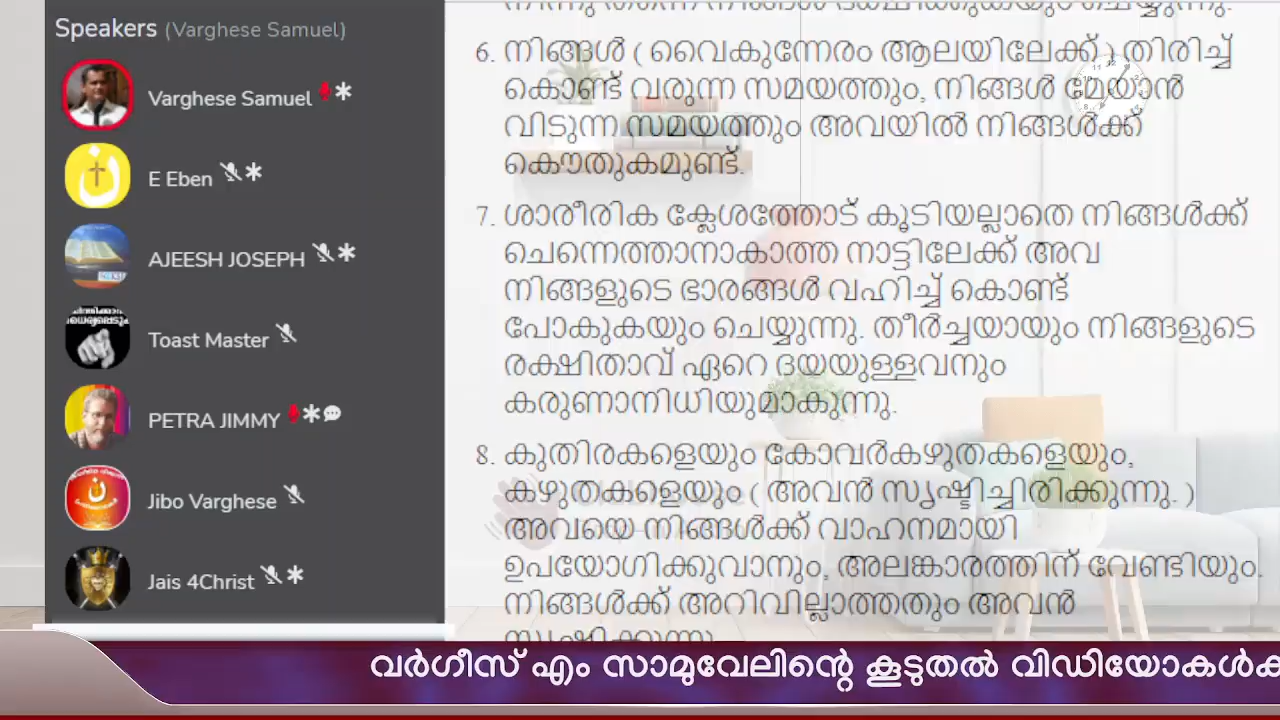 Speakers (Varghese Samuel)
Varghese Samuel
E Eben
AJEESH JOSEPH
Toast Master
PETRA JIMMY
Jibo Varghese
Jais 4Christ
6. നിങ്ങൾ ( വൈകുന്നേരം ആലയിലേക്ക് ) തിരിച്ച്
കൊണ്ട് വരുന്ന സമയത്തും, നിങ്ങൾ മേയാൻ
വിടുന്ന സമയത്തും അവയിൽ നിങ്ങൾക്ക്
കൌതുകമുണ്ട്.
7. ശാരീരിക ക്ലേശത്തോട് കൂടിയല്ലാതെ നിങ്ങൾക്ക്
ചെന്നെത്താനാകാത്ത നാട്ടിലേക്ക് അവ
നിങ്ങളുടെ ഭാരങ്ങൾ വഹിച്ച് കൊണ്ട്
പോകുകയും ചെയ്യുന്നു. തീർച്ചയായും നിങ്ങളുടെ
രക്ഷിതാവ് ഏറെ ദയയുള്ളവനും
കരുണാനിധിയുമാകുന്നു.
8. കുതിരകളെയും കോവർകഴുതകളെയും,
കഴുതകളെയും ( അവൻ സൃഷ്ടിച്ചിരിക്കുന്നു. )
അവയെ നിങ്ങൾക്ക് വാഹനമായി
ഉപയോഗിക്കുവാനും, അലങ്കാരത്തിന് വേണ്ടിയും.
നിങ്ങൾക്ക് അറിവില്ലാത്തതും അവൻ
വർഗീസ് എം സാമുവേലിന്റെ കൂടുതൽ വിഡിയോകൾക